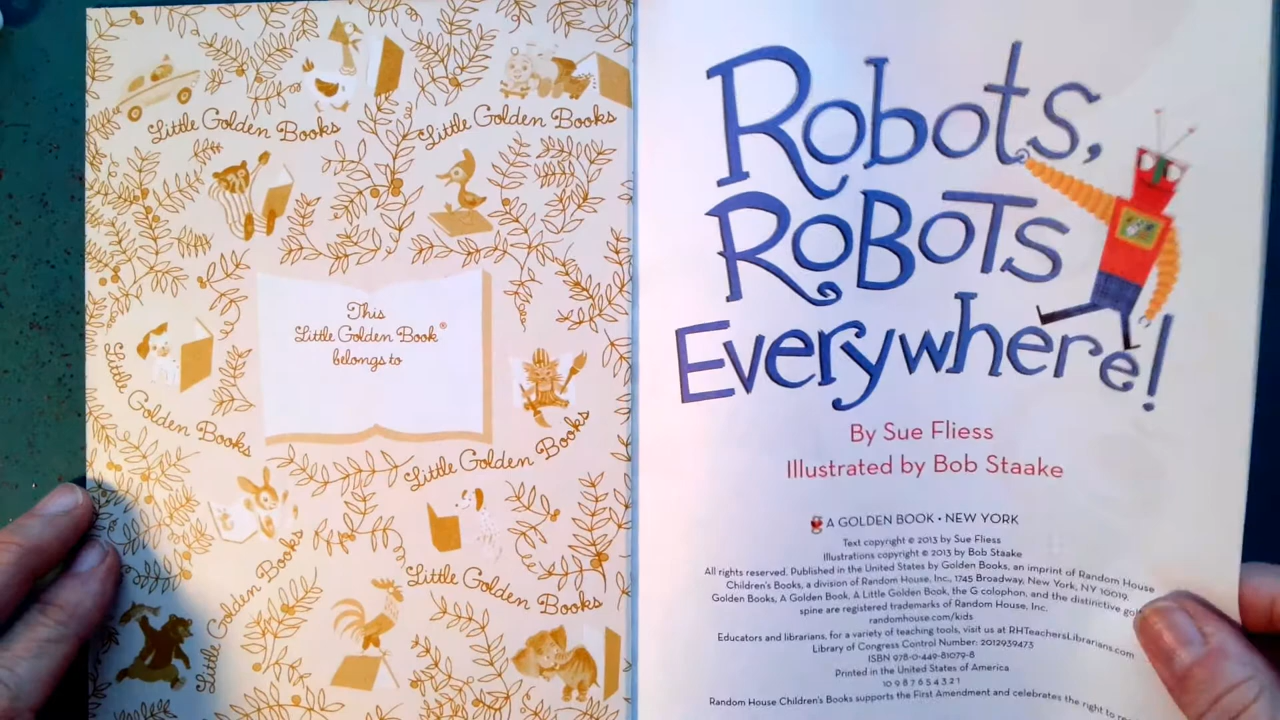 Little Golden Books
Little Golden Books
This
Little Golden Book®
belongs to
Little Golden Books
Little Golden Books
Little Golden Books
Little Golden Books
Robots,
ROBOTS
Everywhere!
By Sue Fliess
Illustrated by Bob Staake
A GOLDEN BOOK • NEW YORK
Text copyright © 2013 by Sue Fliess
Illustrations copyright © 2013 by Bob Staake
All rights reserved. Published in the United States by Golden Books, an imprint of Random House
Children's Books, a division of Random House, Inc., 1745 Broadway, New York, NY 10019.
Golden Books, A Golden Book, A Little Golden Book, the G colophon, and the distinctive
spine are registered trademarks of Random House, Inc.
randomhouse.com/kids
Educators and librarians, for a variety of teaching tools, visit us at RHTeachersLibrarians.com
Library of Congress Control Number: 2012939473
ISBN 978-0-449-81079-8
Printed in the United States of America
10 9 8 7 6 5 4 3 2 1
Random House Children's Books supports the First Amendment and celebrates the right to